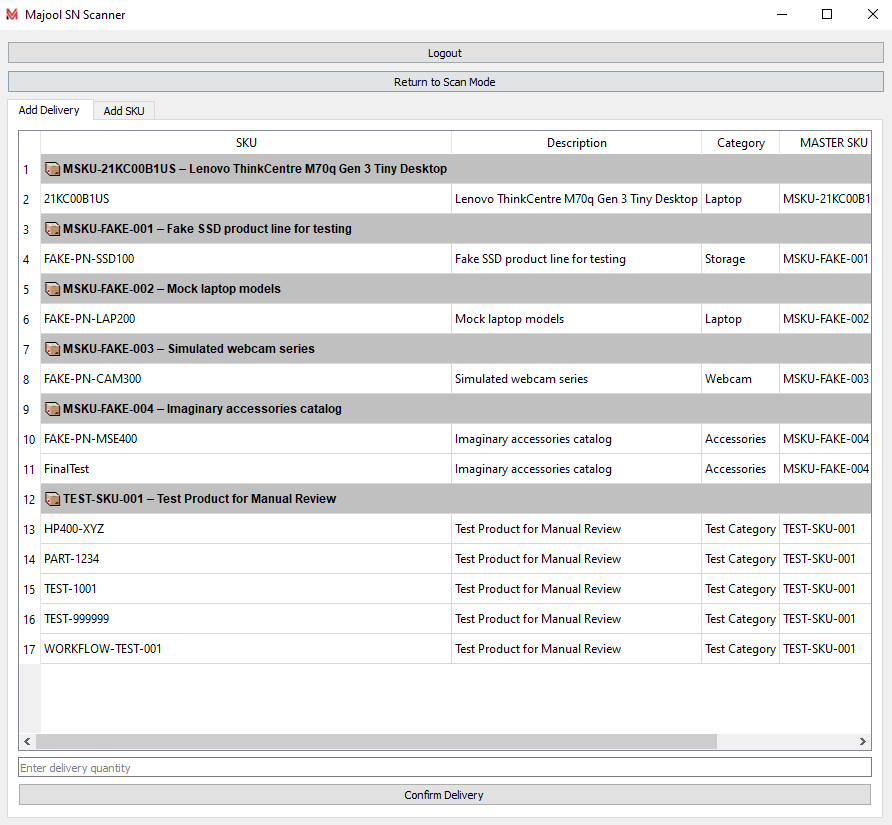 Majool SN Scanner
Logout
Return to Scan Mode
Add Delivery Add SKU
SKU Description Category MASTER SKU
1 MSKU-21KC00B1US – Lenovo ThinkCentre M70q Gen 3 Tiny Desktop
2 21KC00B1US Lenovo ThinkCentre M70q Gen 3 Tiny Desktop Laptop MSKU-21KC00B1
3 MSKU-FAKE-001 – Fake SSD product line for testing
4 FAKE-PN-SSD100 Fake SSD product line for testing Storage MSKU-FAKE-001
5 MSKU-FAKE-002 – Mock laptop models
6 FAKE-PN-LAP200 Mock laptop models Laptop MSKU-FAKE-002
7 MSKU-FAKE-003 – Simulated webcam series
8 FAKE-PN-CAM300 Simulated webcam series Webcam MSKU-FAKE-003
9 MSKU-FAKE-004 – Imaginary accessories catalog
10 FAKE-PN-MSE400 Imaginary accessories catalog Accessories MSKU-FAKE-004
11 FinalTest Imaginary accessories catalog Accessories MSKU-FAKE-004
12 TEST-SKU-001 – Test Product for Manual Review
13 HP400-XYZ Test Product for Manual Review Test Category TEST-SKU-001
14 PART-1234 Test Product for Manual Review Test Category TEST-SKU-001
15 TEST-1001 Test Product for Manual Review Test Category TEST-SKU-001
16 TEST-999999 Test Product for Manual Review Test Category TEST-SKU-001
17 WORKFLOW-TEST-001 Test Product for Manual Review Test Category TEST-SKU-001
Enter delivery quantity
Confirm Delivery